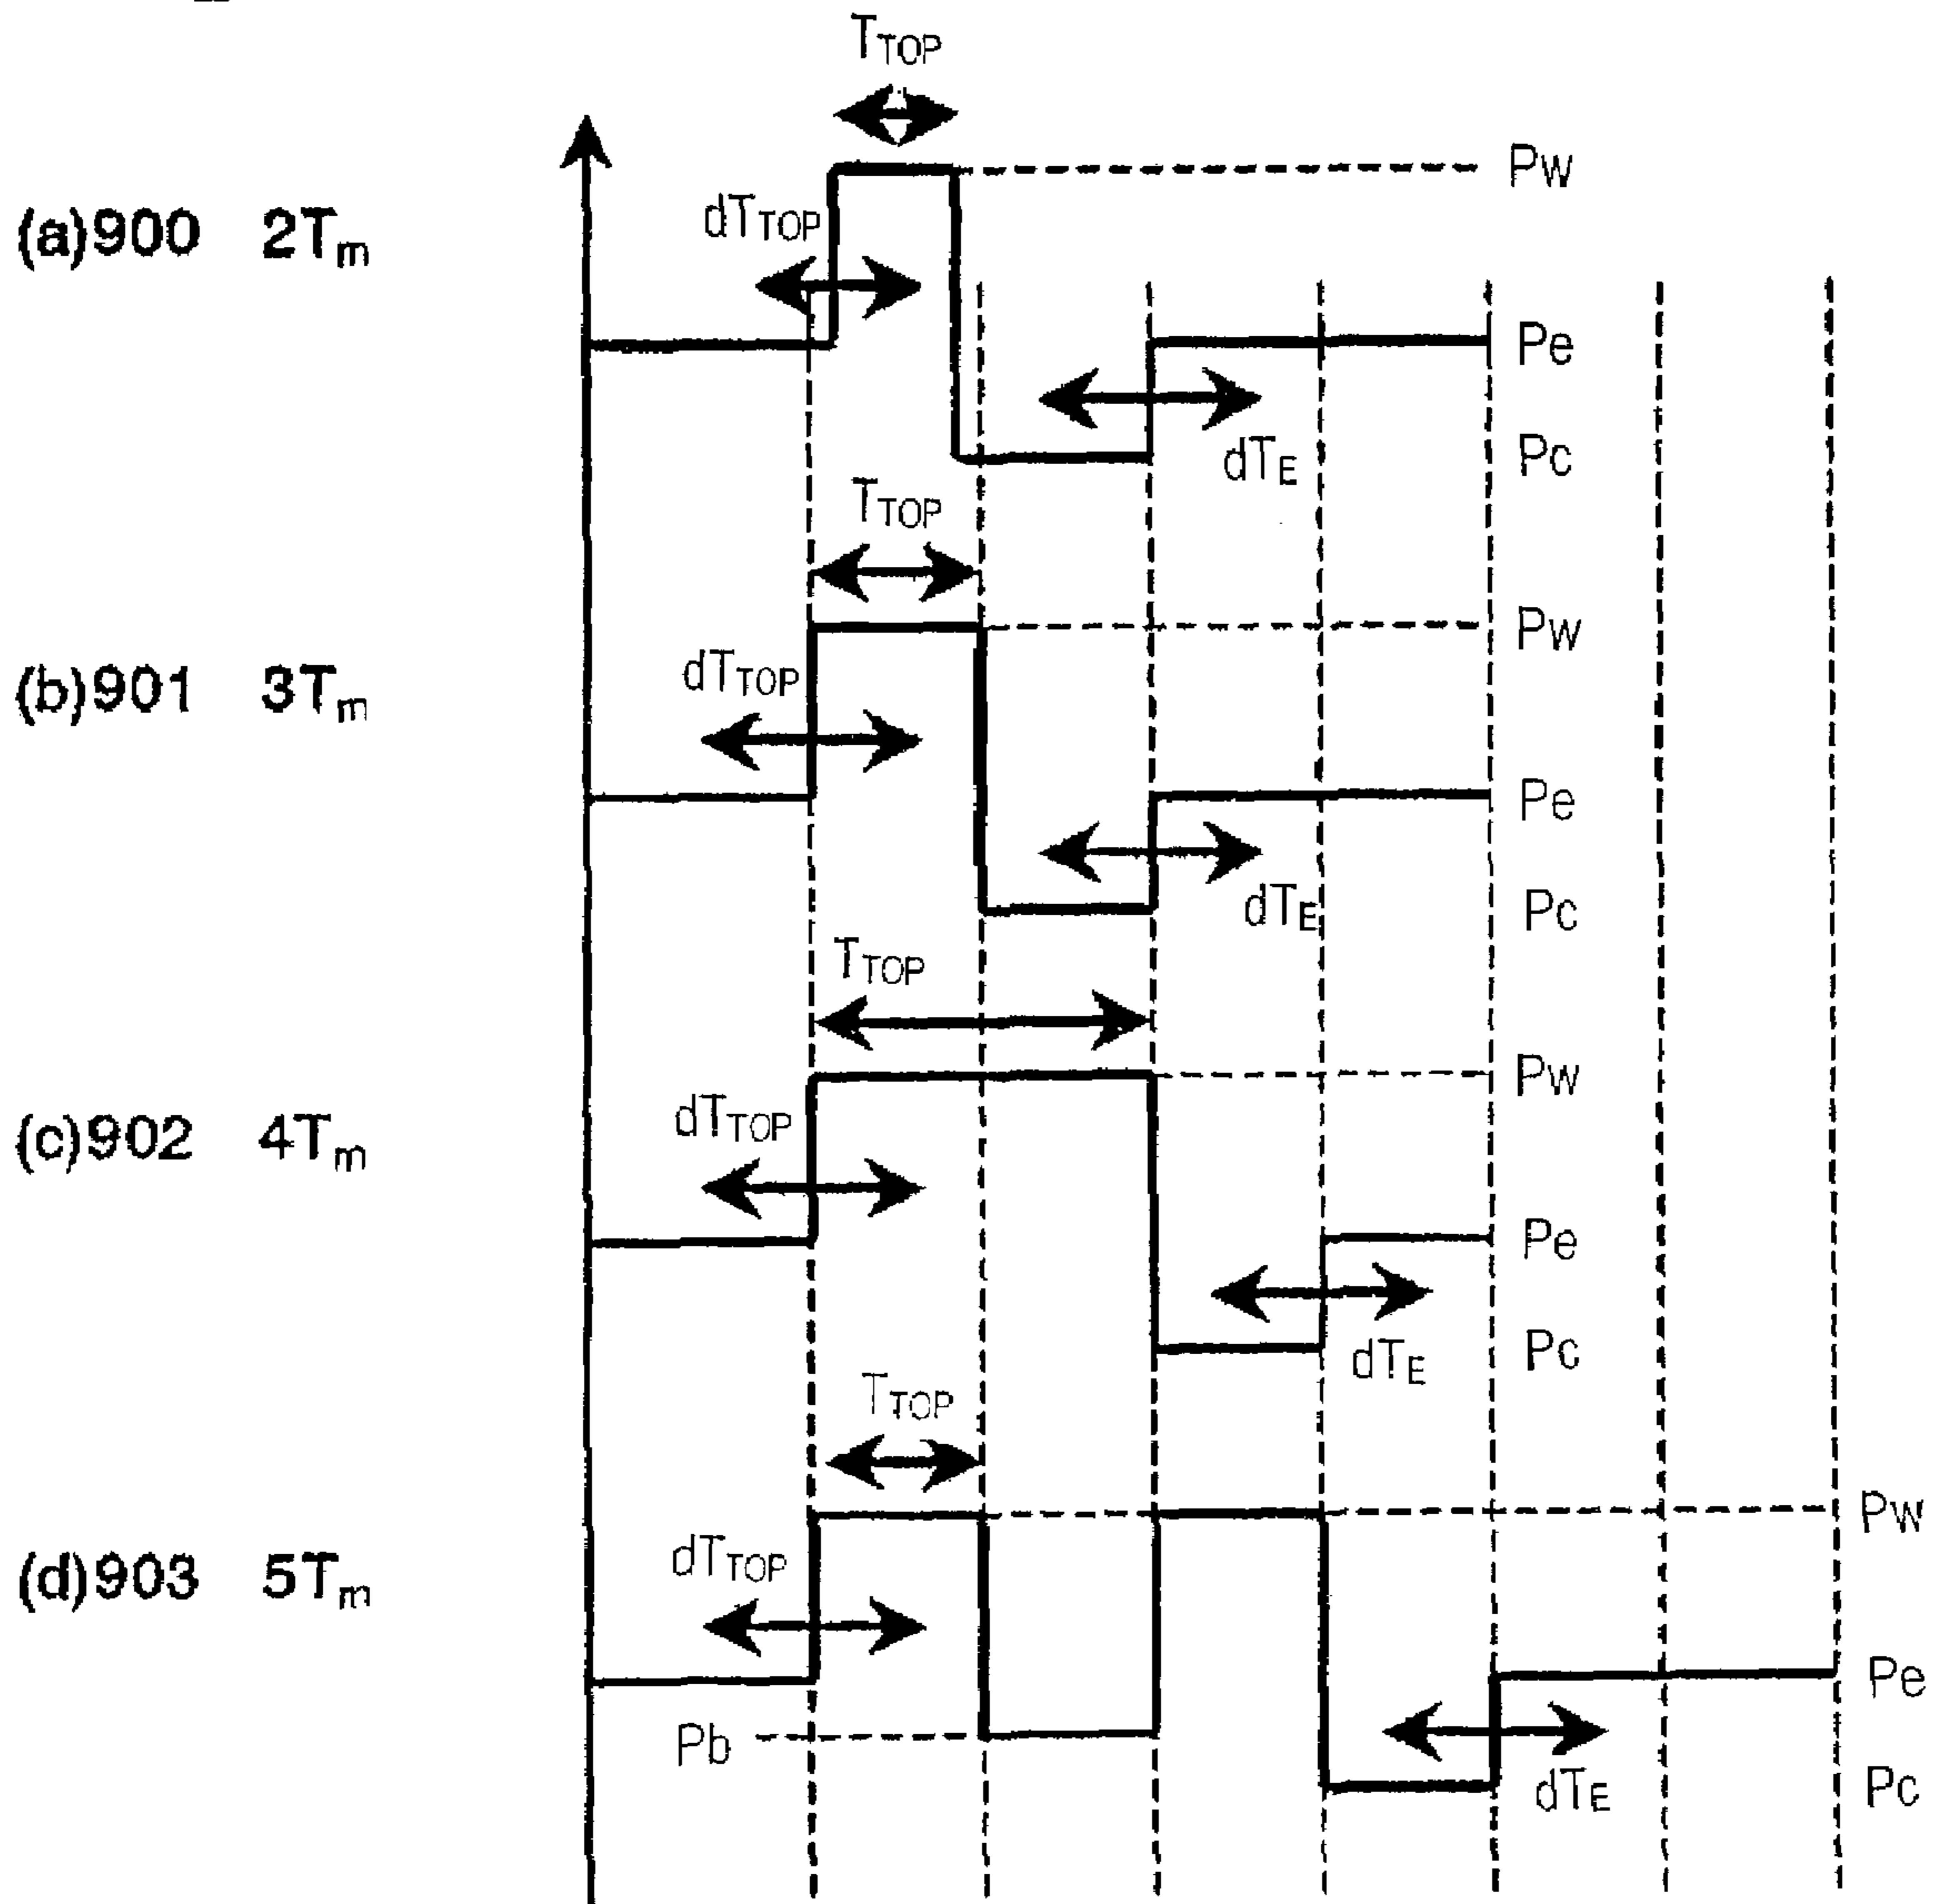 TTOP
Pw
(a)900 2Tm
dTTOP
Pe
dTE
Pc
TTOP
Pw
(b)901 3Tm
dTTOP
Pe
dTE
Pc
TTOP
Pw
(c)902 4Tm
dTTOP
Pe
dTE
Pc
TTOP
Pw
(d)903 5Tm
dTTOP
Pe
Pb
dTE
Pc